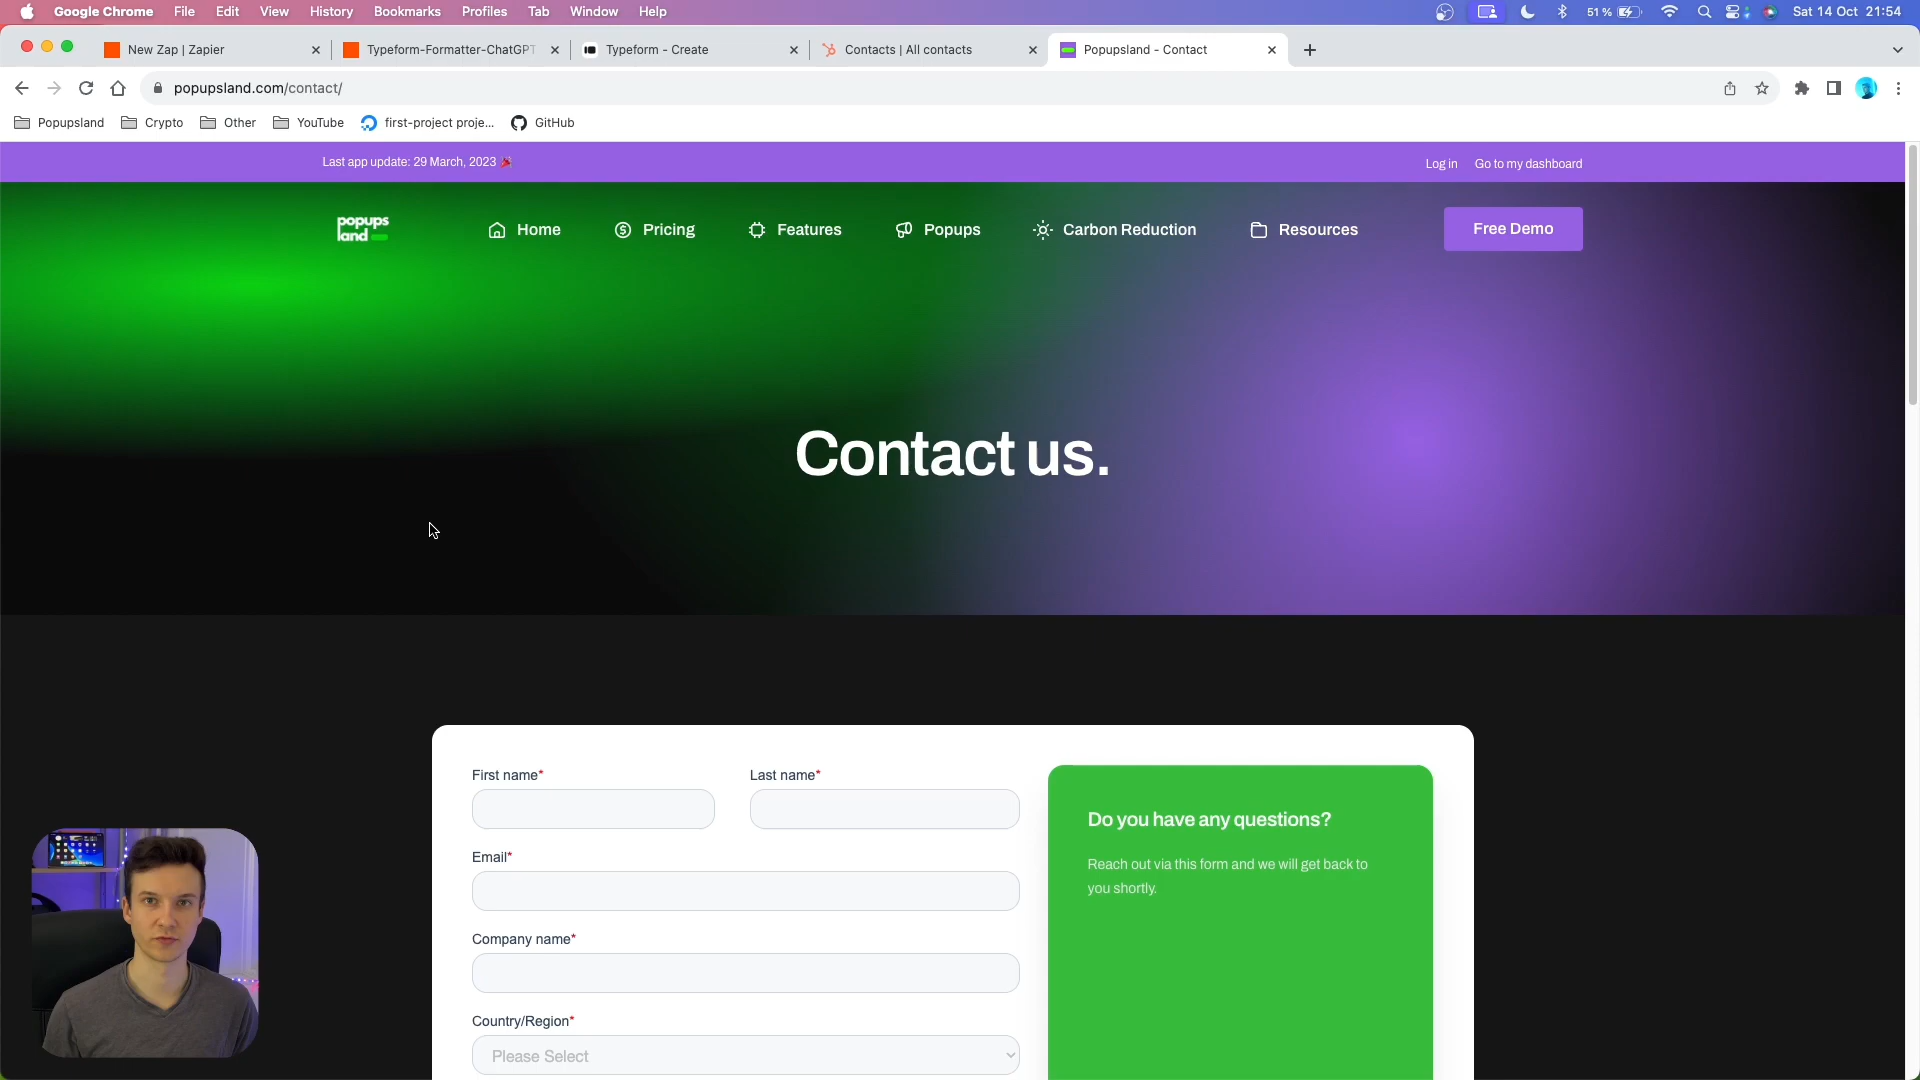 Google Chrome File Edit View History Bookmarks Profiles Tab Window Help 51 % Sat 14 Oct 21:54
New Zap | Zapier Typeform-Formatter-ChatGPT Typeform - Create Contacts | All contacts Popupsland - Contact
popupsland.com/contact/
Popupsland Crypto Other YouTube first-project proje... GitHub
Last app update: 29 March, 2023 Log in Go to my dashboard
popups
land
Home Pricing Features Popups Carbon Reduction Resources Free Demo
Contact us.
First name* Last name*
Email*
Company name*
Country/Region*
Please Select
Do you have any questions?
Reach out via this form and we will get back to
you shortly.